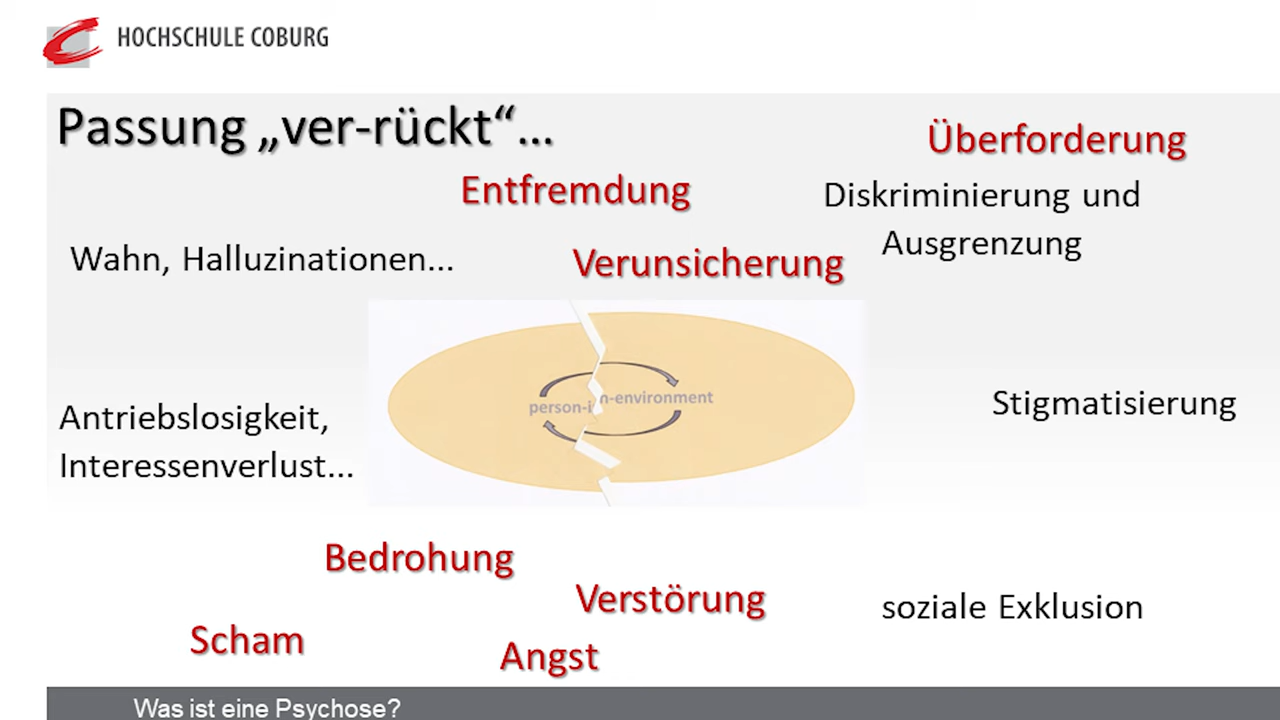 HOCHSCHULE COBURG
Passung „ver-rückt“...
Überforderung
Entfremdung
Diskriminierung und
Ausgrenzung
Wahn, Halluzinationen...
Verunsicherung
person-i n-environment
Antriebslosigkeit,
Interessenverlust...
Stigmatisierung
Bedrohung
Verstörung
soziale Exklusion
Scham
Angst
Was ist eine Psychose?